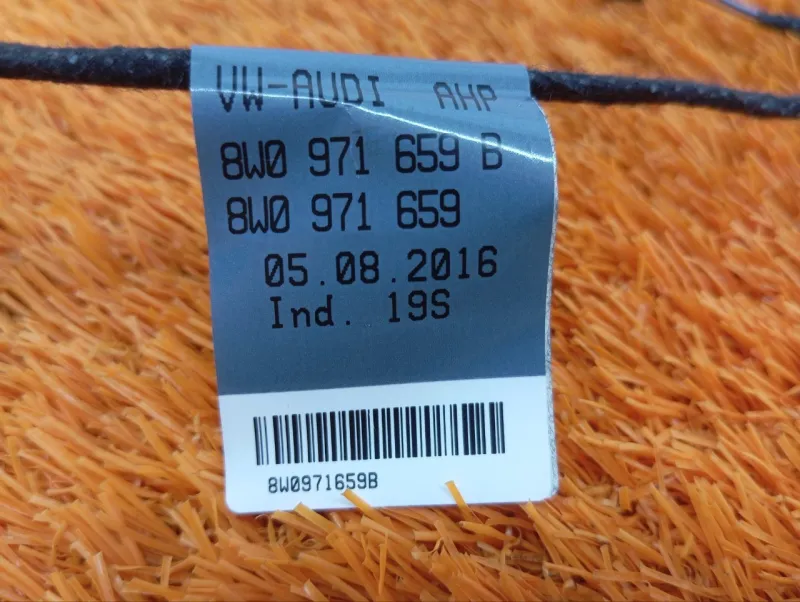 VW-AUDI AHP
8W0 971 659 B
8W0 971 659
05.08.2016
Ind. 19S
8W0971659B